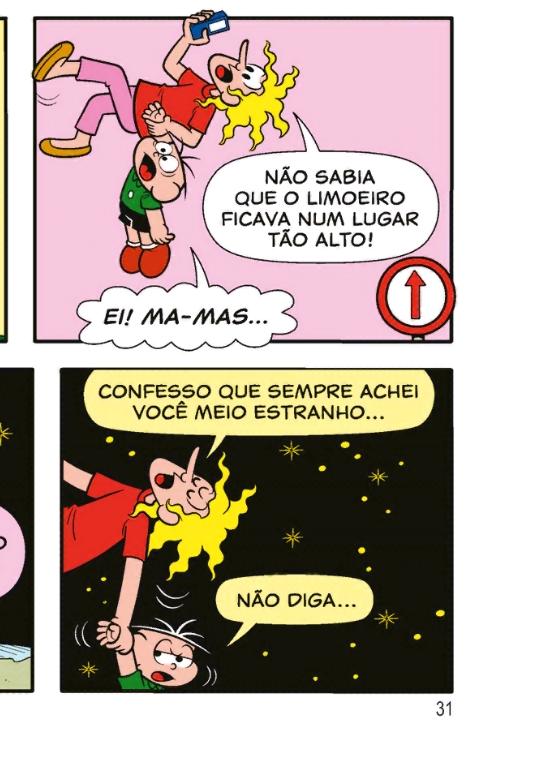 NÃO SABIA
QUE O LIMOEIRO
FICAVA NUM LUGAR
TÃO ALTO!
EI! MA-MAS...
CONFESSO QUE SEMPRE ACHEI
VOCÊ MEIO ESTRANHO...
NÃO DIGA...
31